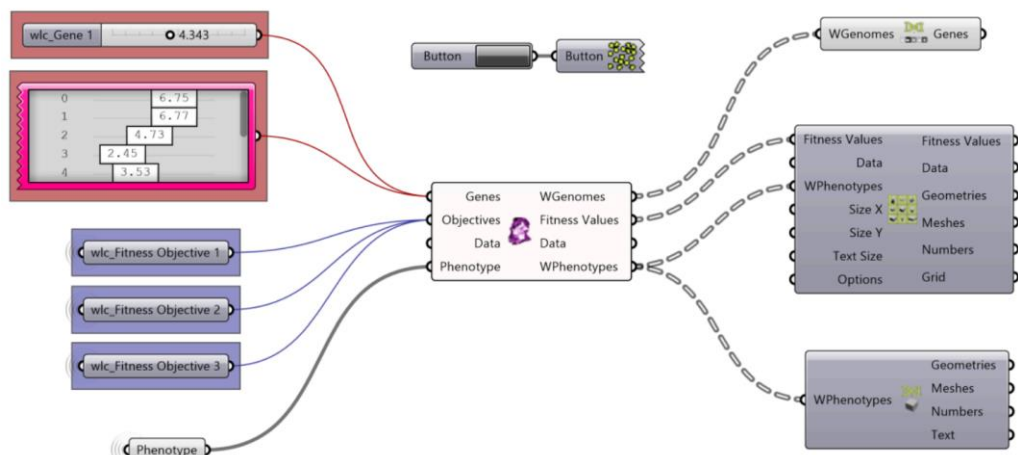 wlc_Gene 1 4.343
0 6.75
1 6.77
2 4.73
3 2.45
4 3.53
wlc_Fitness Objective 1
wlc_Fitness Objective 2
wlc_Fitness Objective 3
Phenotype
Button Button
Genes WGenomes
Objectives Fitness Values
Data Data
Phenotype WPhenotypes
WGenomes Genes
Fitness Values Fitness Values
Data Data
WPhenotypes Geometries
Size X Meshes
Size Y
Text Size Numbers
Options Grid
WPhenotypes
Geometries
Meshes
Numbers
Text